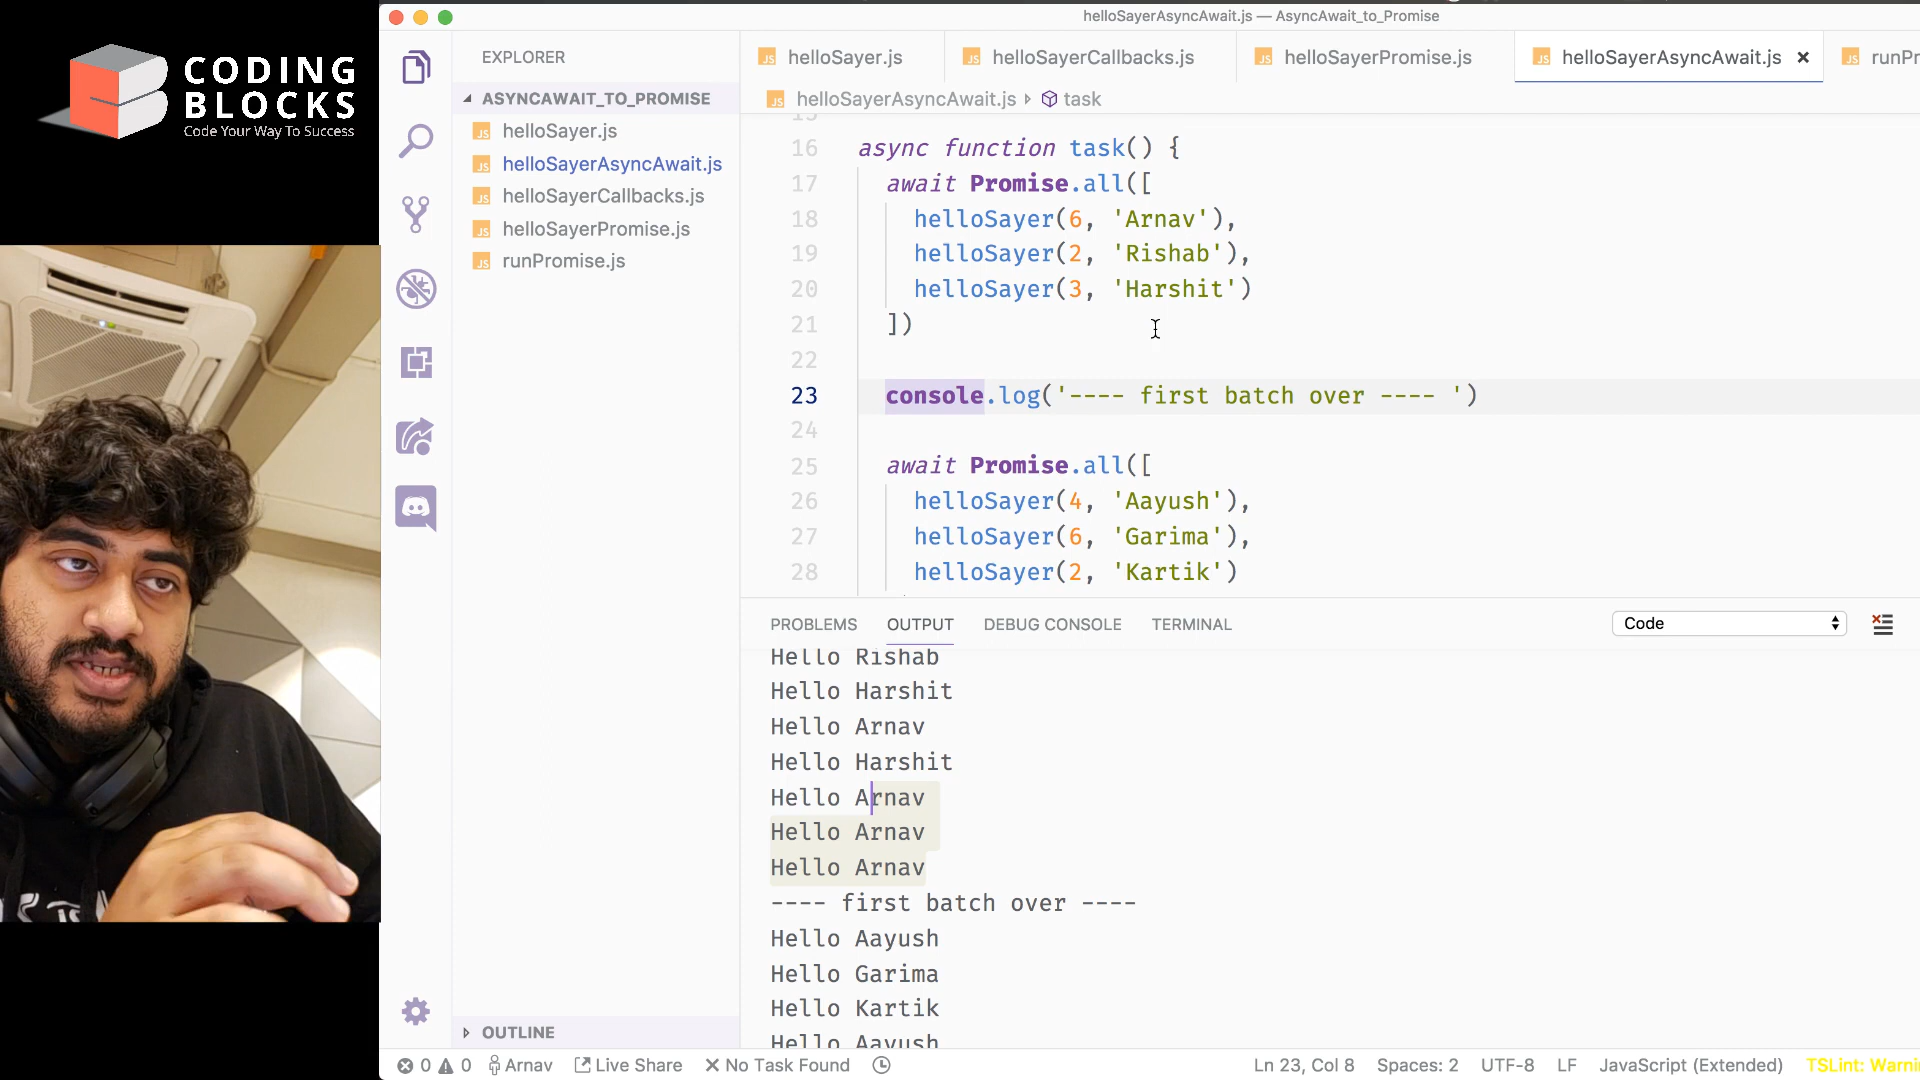 CODING
BLOCKS
Code Your Way To Success
helloSayerAsyncAwait.js — AsyncAwait_to_Promise
EXPLORER
ASYNCAWAIT_TO_PROMISE
helloSayer.js
helloSayerAsyncAwait.js
helloSayerCallbacks.js
helloSayerPromise.js
runPromise.js
OUTLINE
helloSayer.js
helloSayerCallbacks.js
helloSayerPromise.js
helloSayerAsyncAwait.js
runPr
helloSayerAsyncAwait.js
task
15
16 async function task() {
17 await Promise.all([
18 helloSayer(6, 'Arnav'),
19 helloSayer(2, 'Rishab'),
20 helloSayer(3, 'Harshit')
21 ])
22
23 console.log('---- first batch over ---- ')
24
25 await Promise.all([
26 helloSayer(4, 'Aayush'),
27 helloSayer(6, 'Garima'),
28 helloSayer(2, 'Kartik')
PROBLEMS OUTPUT DEBUG CONSOLE TERMINAL
Code
Hello Rishab
Hello Harshit
Hello Arnav
Hello Harshit
Hello Arnav
Hello Arnav
Hello Arnav
---- first batch over ----
Hello Aayush
Hello Garima
Hello Kartik
Hello Aayush
0 0 Arnav Live Share No Task Found Ln 23, Col 8 Spaces: 2 UTF-8 LF JavaScript (Extended) TSLint: Warni